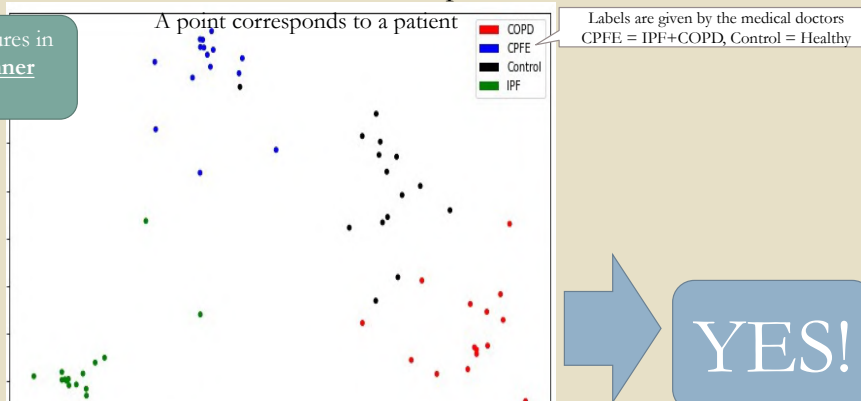 A point corresponds to a patient
ures in
nner
COPD
CPFE
Control
IPF
Labels are given by the medical doctors
CPFE = IPF+COPD, Control = Healthy
YES!